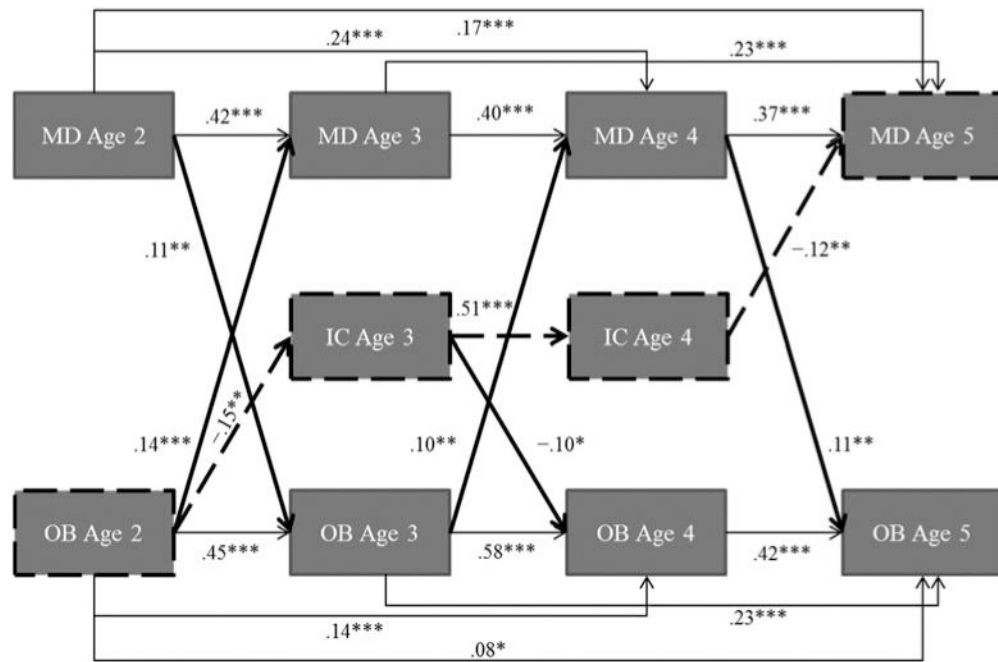 .17***
.24***
.23***
MD Age 2
.42***
MD Age 3
.40***
MD Age 4
.37***
MD Age 5
.11**
−.12**
IC Age 3
.51***
IC Age 4
−.15**
.14***
.10**
−.10*
.11**
OB Age 2
.45***
OB Age 3
.58***
OB Age 4
.42***
OB Age 5
.23***
.14***
.08*